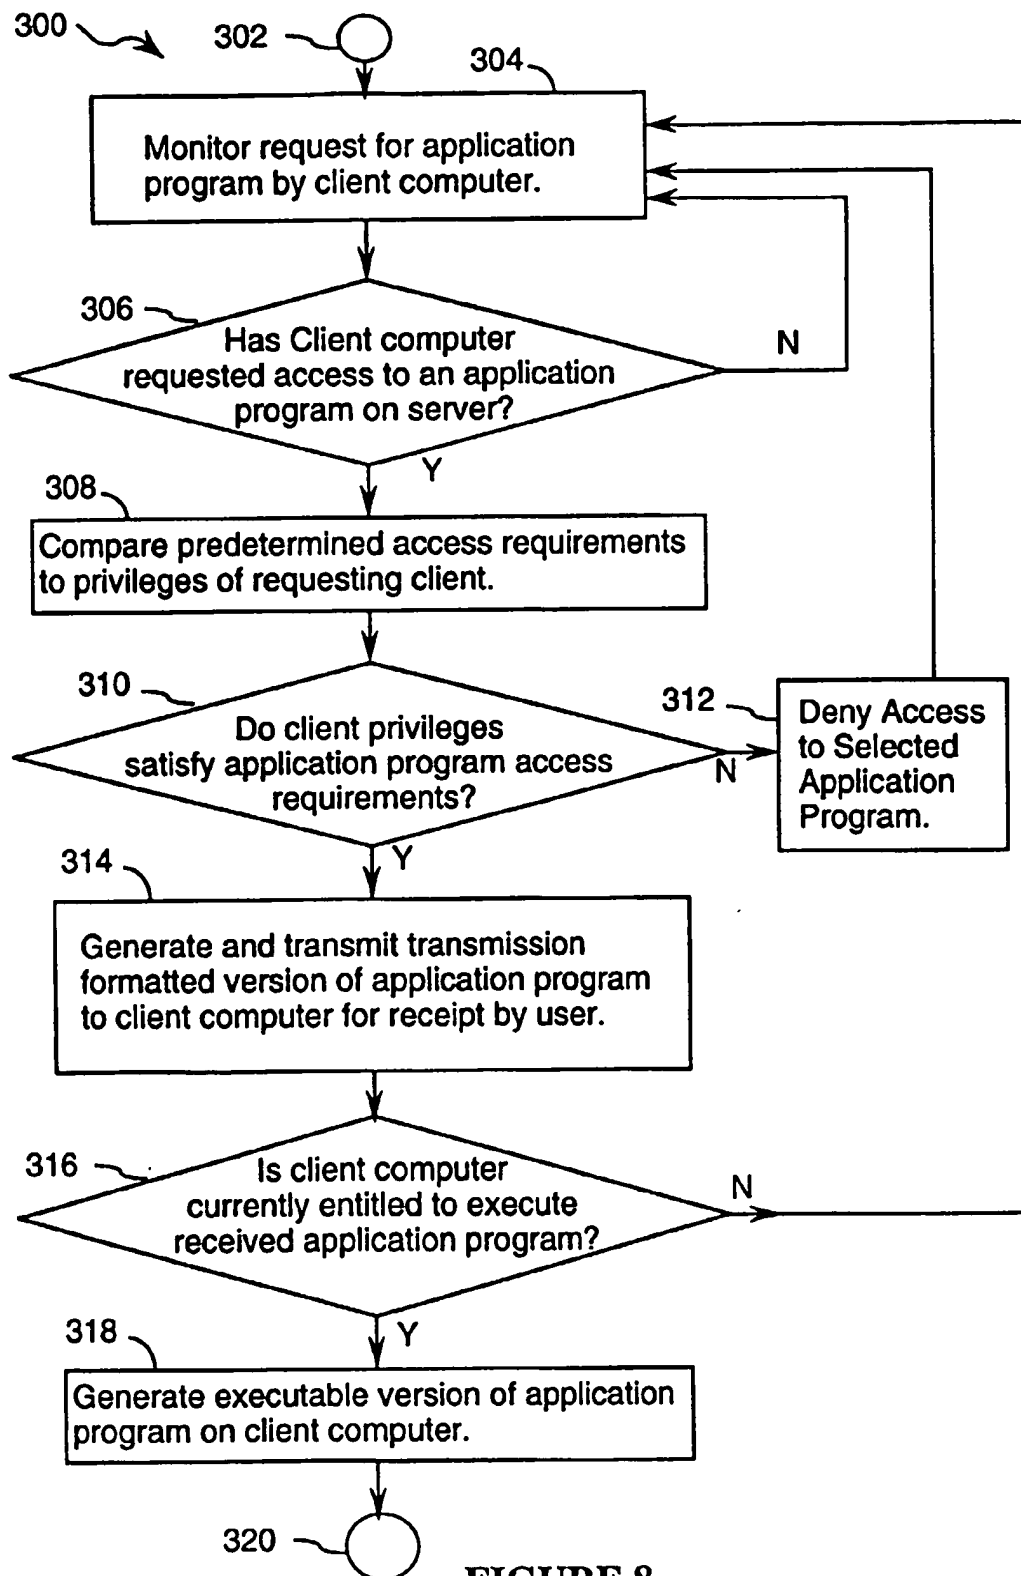 300
302
304
Monitor request for application
program by client computer.
306
Has Client computer
requested access to an application
program on server?
N
Y
308
Compare predetermined access requirements
to privileges of requesting client.
310
Do client privileges
satisfy application program access
requirements?
N
312
Deny Access
to Selected
Application
Program.
Y
314
Generate and transmit transmission
formatted version of application program
to client computer for receipt by user.
316
Is client computer
currently entitled to execute
received application program?
N
Y
318
Generate executable version of application
program on client computer.
320
FIGURE 8